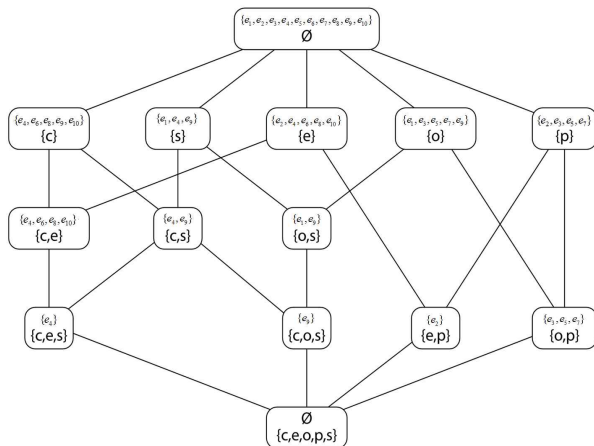 {e₁, e₂, e₃, e₄, e₅, e₆, e₇, e₈, e₉, e₁₀}
Ø
{e₄, e₆, e₈, e₉, e₁₀}
{c}
{e₁, e₄, e₉}
{s}
{e₂, e₄, e₆, e₈, e₁₀}
{e}
{e₁, e₃, e₅, e₇, e₉}
{o}
{e₂, e₃, e₅, e₇}
{p}
{e₄, e₆, e₈, e₁₀}
{c,e}
{e₄, e₉}
{c,s}
{e₁, e₉}
{o,s}
{e₄}
{c,e,s}
{e₉}
{c,o,s}
{e₂}
{e,p}
{e₃, e₅, e₇}
{o,p}
Ø
{c,e,o,p,s}